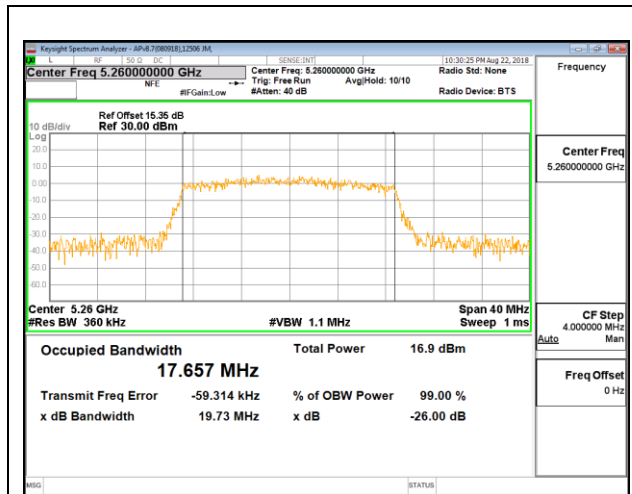 Keysight Spectrum Analyzer - APv8.7(080918),12506 JM,
L RF 50 Ω DC SENSE:INT 10:30:25 PM Aug 22, 2018
Center Freq 5.260000000 GHz Center Freq: 5.260000000 GHz Radio Std: None
NFE Trig: Free Run Avg|Hold: 10/10
#IFGain:Low #Atten: 40 dB Radio Device: BTS
Frequency
Ref Offset 15.35 dB
10 dB/div Ref 30.00 dBm
Log
20.0
10.0
0.00
-10.0
-20.0
-30.0
-40.0
-50.0
-60.0
Center Freq
5.260000000 GHz
Center 5.26 GHz Span 40 MHz
#Res BW 360 kHz #VBW 1.1 MHz Sweep 1 ms
CF Step
4.000000 MHz
Auto Man
Occupied Bandwidth Total Power 16.9 dBm
17.657 MHz
Transmit Freq Error -59.314 kHz % of OBW Power 99.00 %
x dB Bandwidth 19.73 MHz x dB -26.00 dB
Freq Offset
0 Hz
MSG STATUS